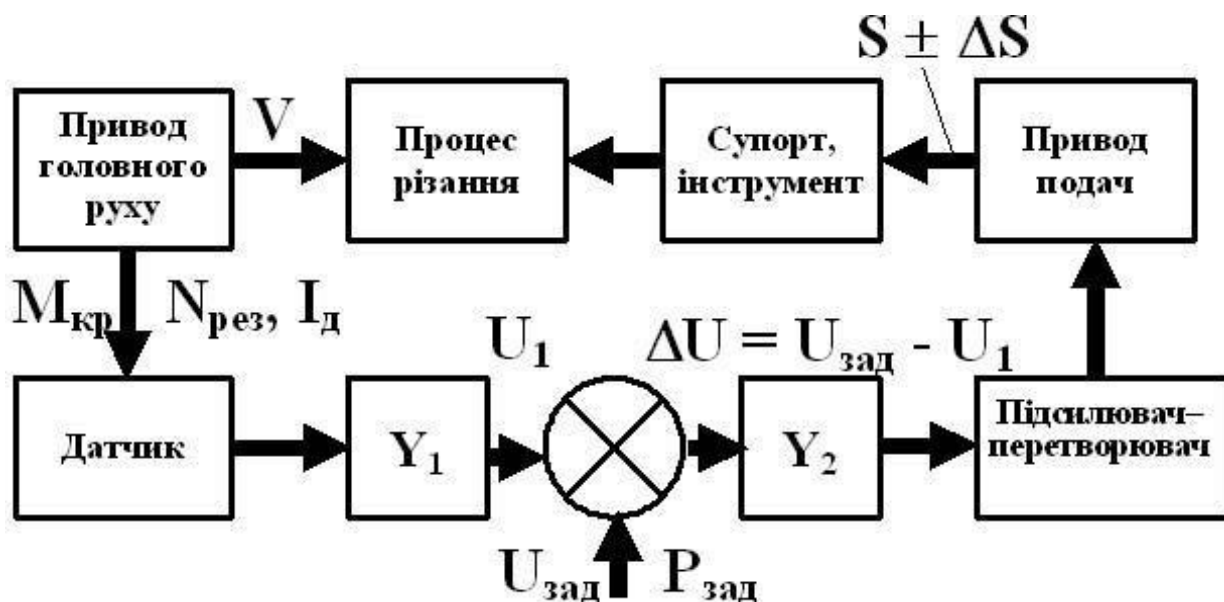 S ± ΔS
Привод
головного
руху
V
Процес
різання
Супорт,
інструмент
Привод
подач
Mкр
Nрез, Iд
U1
ΔU = Uзад - U1
Датчик
Y1
Y2
Підсилювач–
перетворювач
Uзад
Pзад